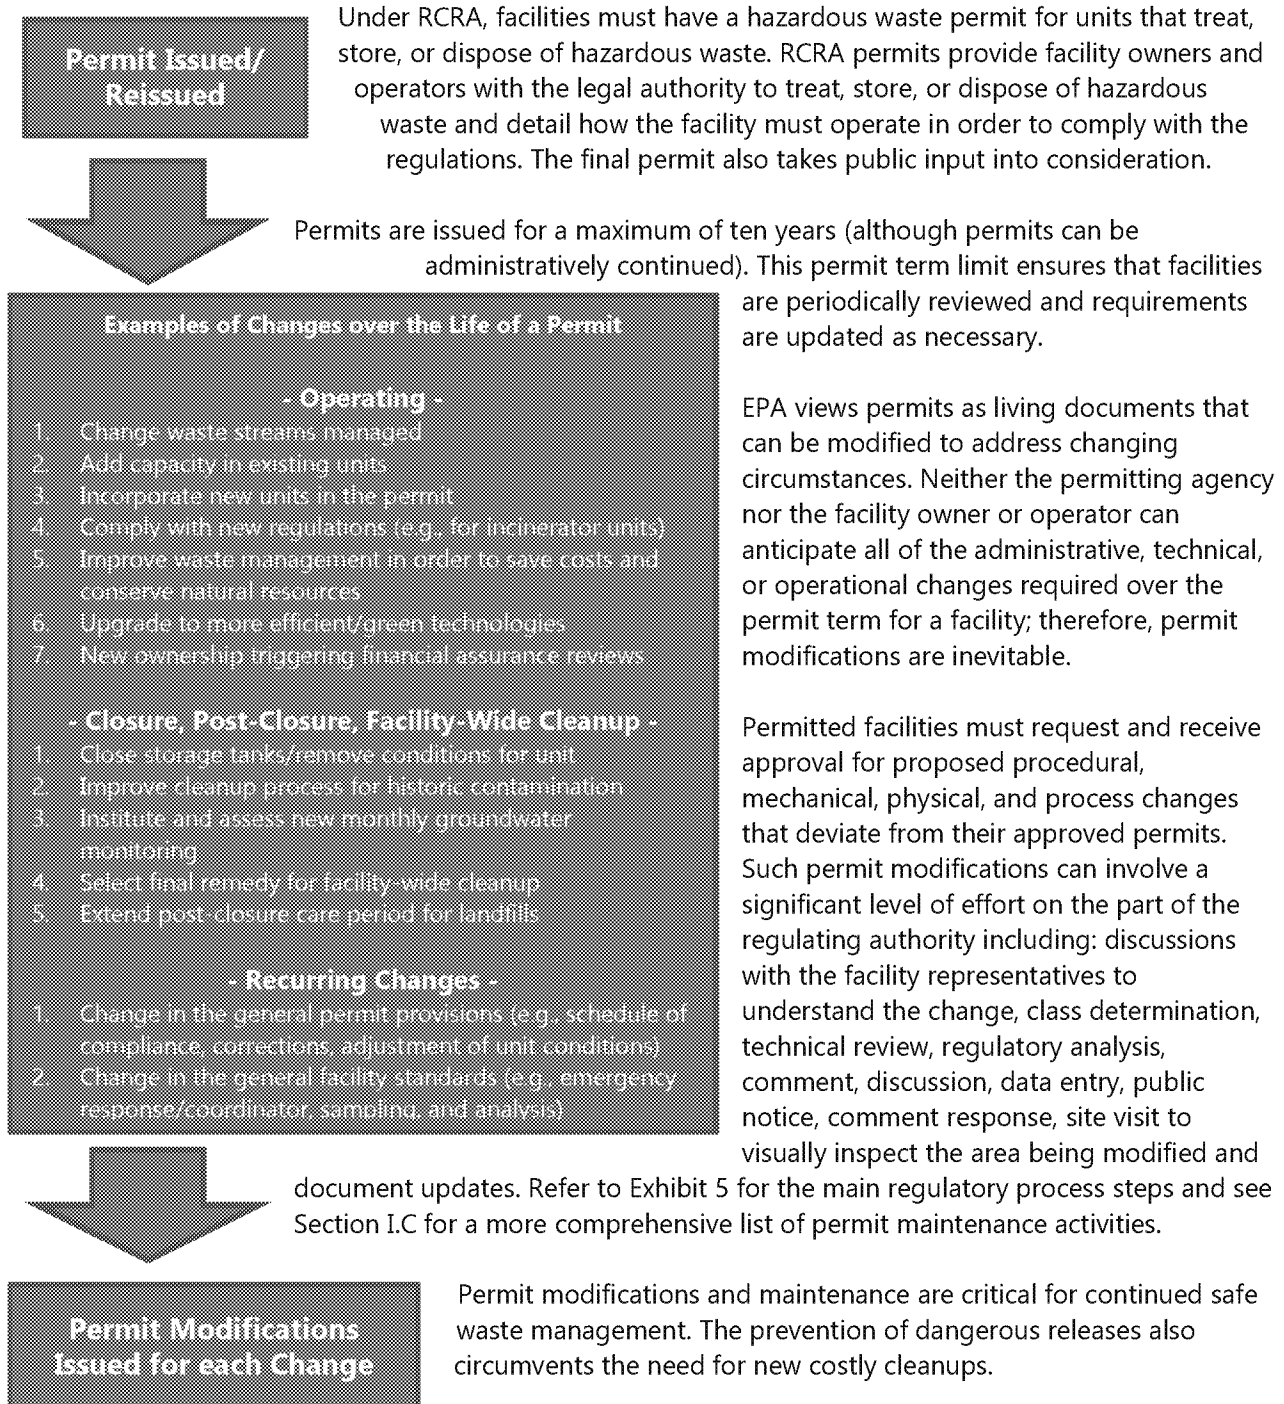 Permit Issued/
Reissued
Under RCRA, facilities must have a hazardous waste permit for units that treat,
store, or dispose of hazardous waste. RCRA permits provide facility owners and
operators with the legal authority to treat, store, or dispose of hazardous
waste and detail how the facility must operate in order to comply with the
regulations. The final permit also takes public input into consideration.
Permits are issued for a maximum of ten years (although permits can be
administratively continued). This permit term limit ensures that facilities
are periodically reviewed and requirements
are updated as necessary.
EPA views permits as living documents that
can be modified to address changing
circumstances. Neither the permitting agency
nor the facility owner or operator can
anticipate all of the administrative, technical,
or operational changes required over the
permit term for a facility; therefore, permit
modifications are inevitable.
Permitted facilities must request and receive
approval for proposed procedural,
mechanical, physical, and process changes
that deviate from their approved permits.
Such permit modifications can involve a
significant level of effort on the part of the
regulating authority including: discussions
with the facility representatives to
understand the change, class determination,
technical review, regulatory analysis,
comment, discussion, data entry, public
notice, comment response, site visit to
visually inspect the area being modified and
document updates. Refer to Exhibit 5 for the main regulatory process steps and see
Section I.C for a more comprehensive list of permit maintenance activities.
Examples of Changes over the Life of a Permit
- Operating -
1. Change waste streams managed
2. Add capacity in existing units
3. Incorporate new units in the permit
4. Comply with new regulations (e.g., for incinerator units)
5. Improve waste management in order to save costs and
conserve natural resources
6. Upgrade to more efficient/green technologies
7. New ownership triggering financial assurance reviews
- Closure, Post-Closure, Facility-Wide Cleanup -
1. Close storage tanks/remove conditions for unit
2. Improve cleanup process for historic contamination
3. Institute and assess new monthly groundwater
monitoring
4. Select final remedy for facility-wide cleanup
5. Extend post-closure care period for landfills
- Recurring Changes -
1. Change in the general permit provisions (e.g., schedule of
compliance, corrections, adjustment of unit conditions)
2. Change in the general facility standards (e.g., emergency
response/coordinator, sampling, and analysis)
Permit Modifications
Issued for each Change
Permit modifications and maintenance are critical for continued safe
waste management. The prevention of dangerous releases also
circumvents the need for new costly cleanups.